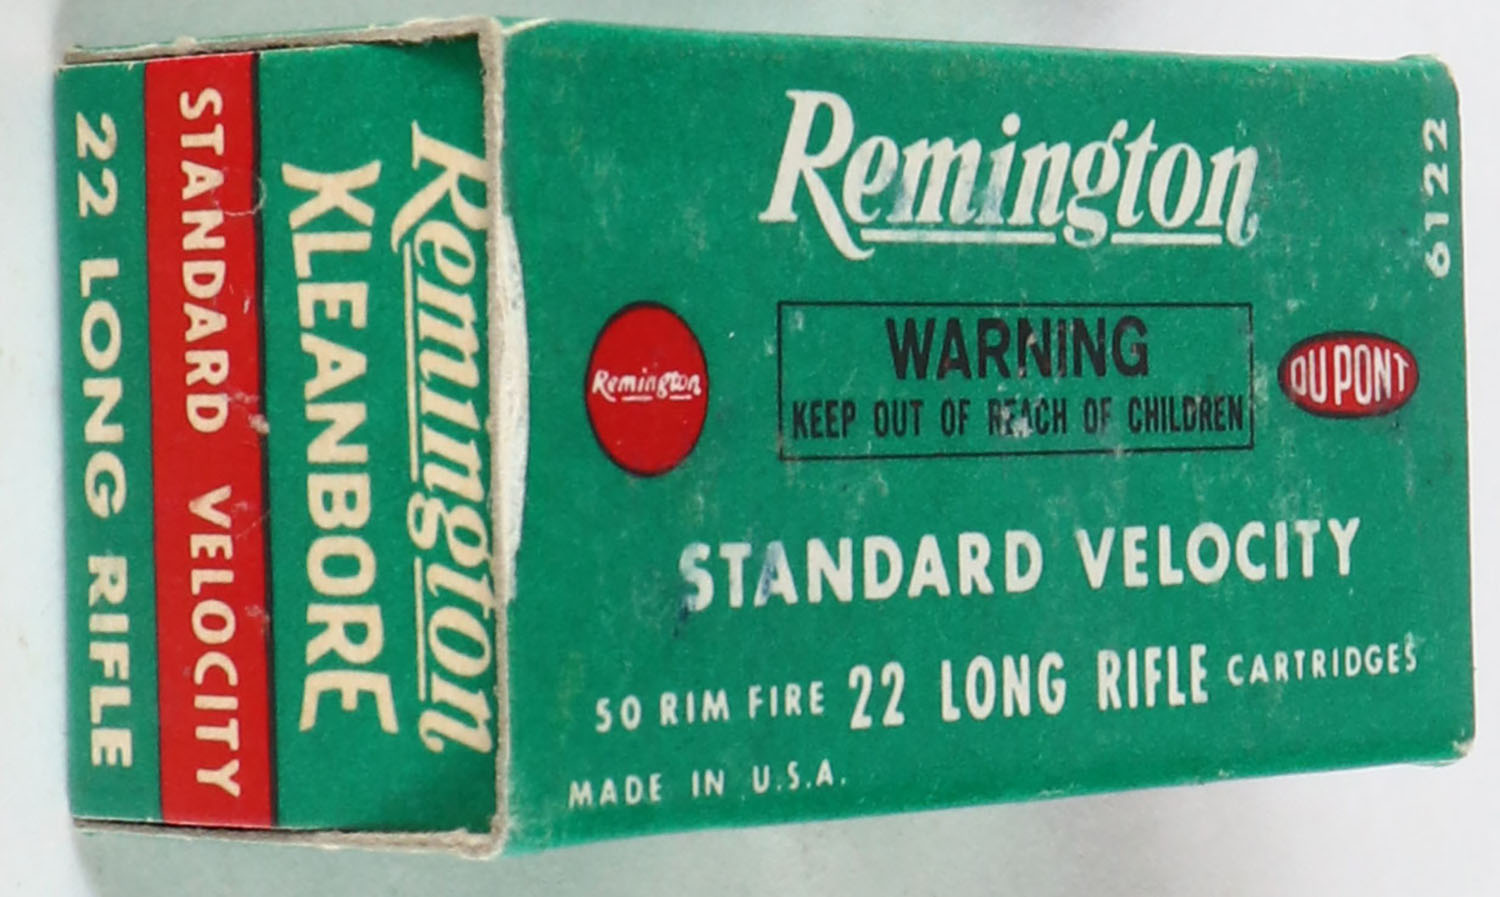 Remington
KLEANBORE
STANDARD VELOCITY
22 LONG RIFLE
Remington
6122
Remington
WARNING
KEEP OUT OF REACH OF CHILDREN
DU PONT
STANDARD VELOCITY
50 RIM FIRE 22 LONG RIFLE CARTRIDGES
MADE IN U.S.A.